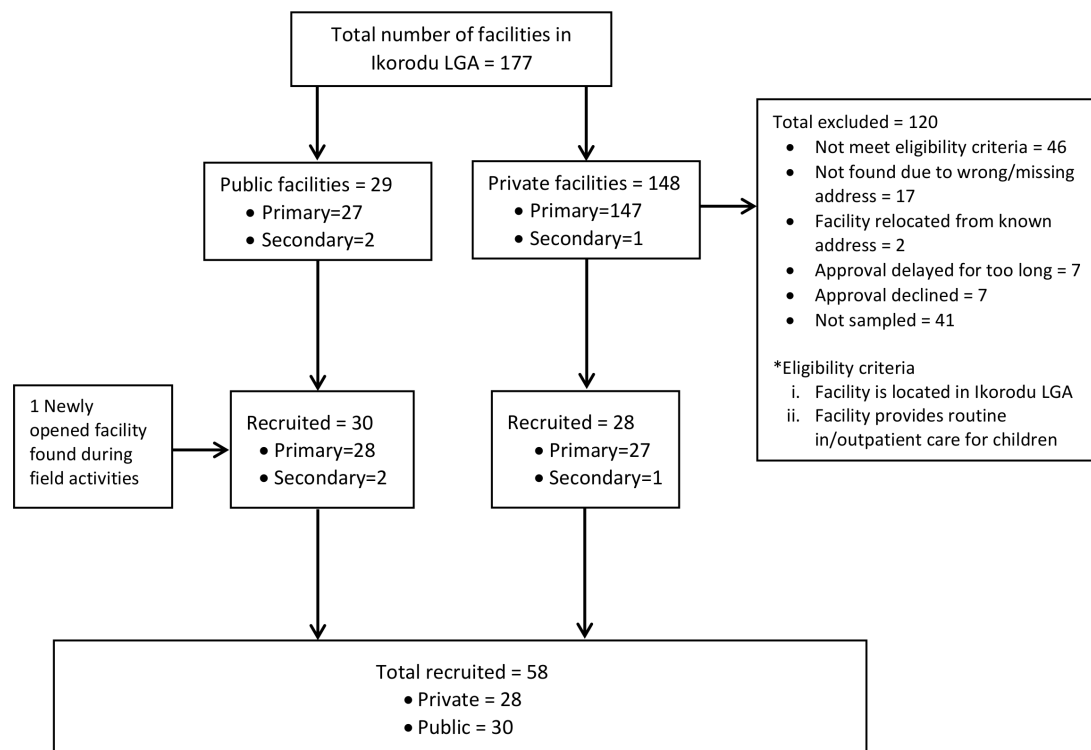 Total number of facilities in
Ikorodu LGA = 177
Public facilities = 29
• Primary=27
• Secondary=2
Private facilities = 148
• Primary=147
• Secondary=1
Total excluded = 120
• Not meet eligibility criteria = 46
• Not found due to wrong/missing
address = 17
• Facility relocated from known
address = 2
• Approval delayed for too long = 7
• Approval declined = 7
• Not sampled = 41
*Eligibility criteria
i. Facility is located in Ikorodu LGA
ii. Facility provides routine
in/outpatient care for children
1 Newly
opened facility
found during
field activities
Recruited = 30
• Primary=28
• Secondary=2
Recruited = 28
• Primary=27
• Secondary=1
Total recruited = 58
• Private = 28
• Public = 30